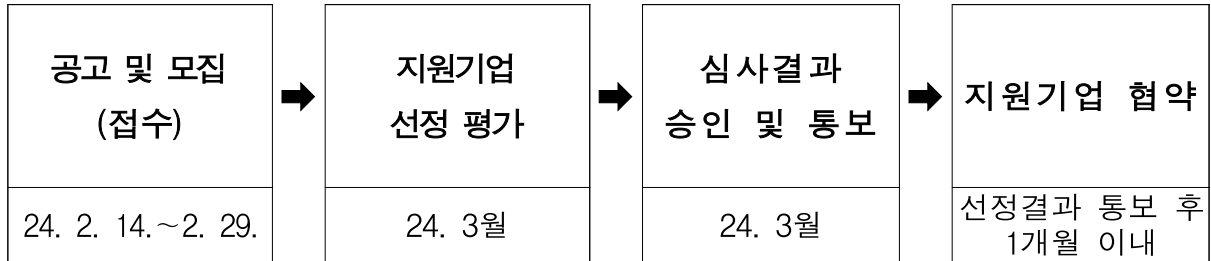 공고 및 모집
(접수)
24. 2. 14.~2. 29.
지원기업
선정 평가
24. 3월
심사결과
승인 및 통보
24. 3월
지원기업 협약
선정결과 통보 후
1개월 이내